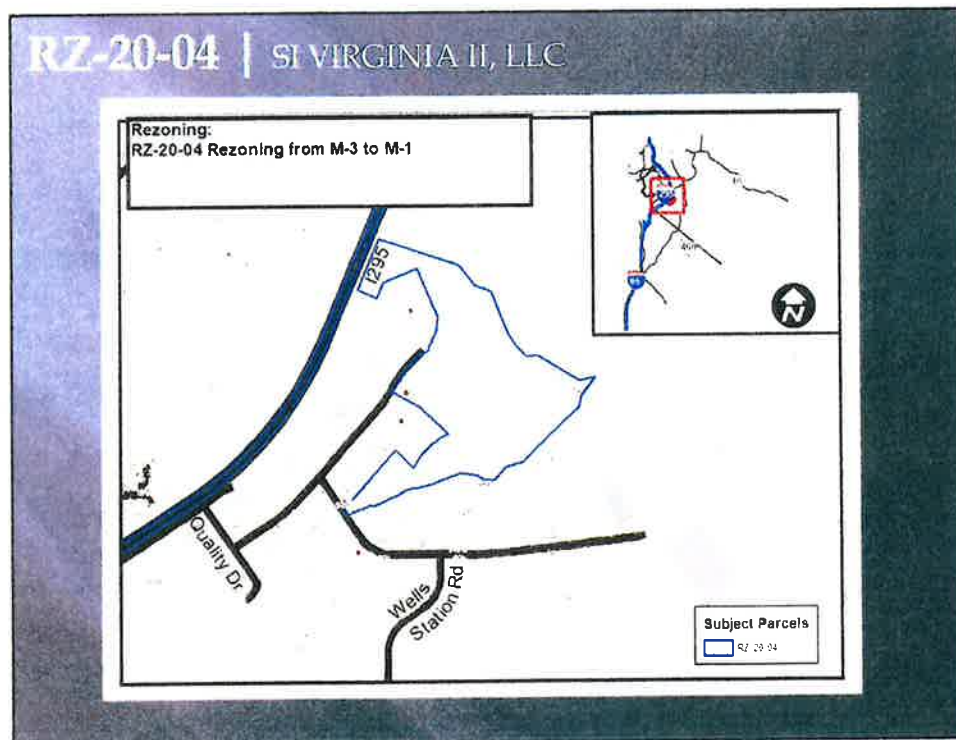 RZ-20-04 | SI VIRGINIA II, LLC
Rezoning:
RZ-20-04 Rezoning from M-3 to M-1
I295
N
95
Quality Dr
Wells
Station Rd
Subject Parcels
RZ-20-04